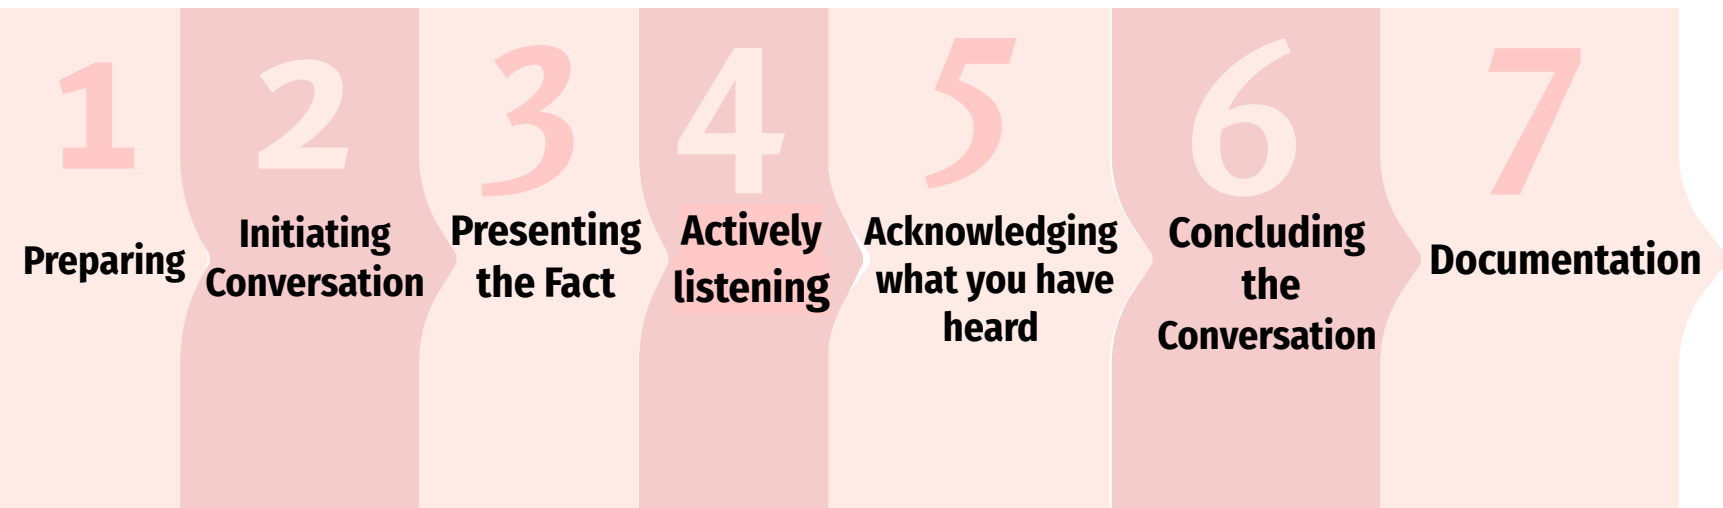 1
Preparing
2
Initiating
Conversation
3
Presenting
the Fact
4
Actively
listening
5
Acknowledging
what you have
heard
6
Concluding
the
Conversation
7
Documentation